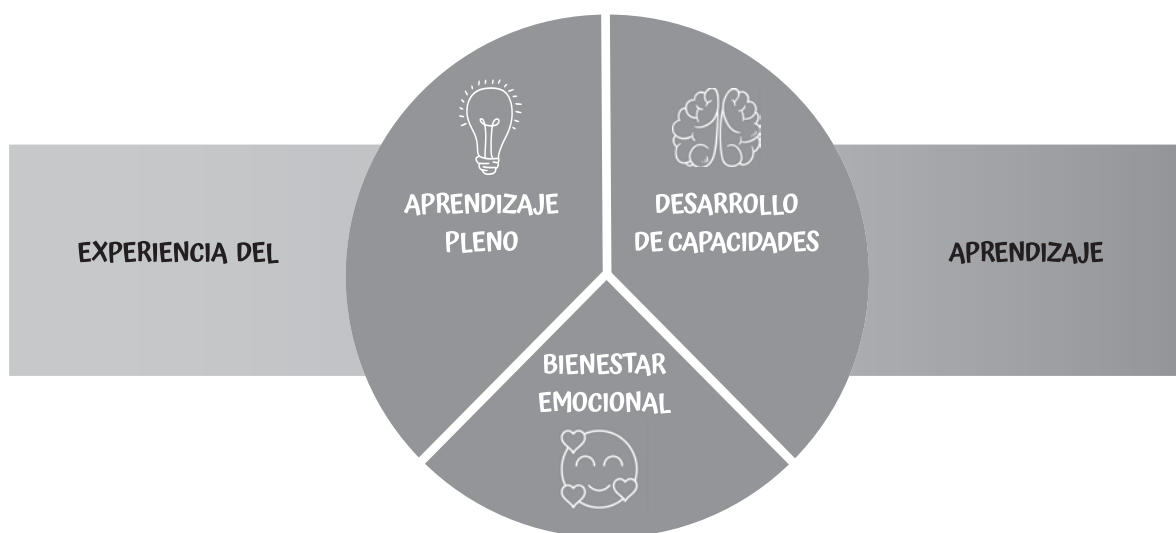 APRENDIZAJE
PLENO
DESARROLLO
DE CAPACIDADES
EXPERIENCIA DEL
APRENDIZAJE
BIENESTAR
EMOCIONAL